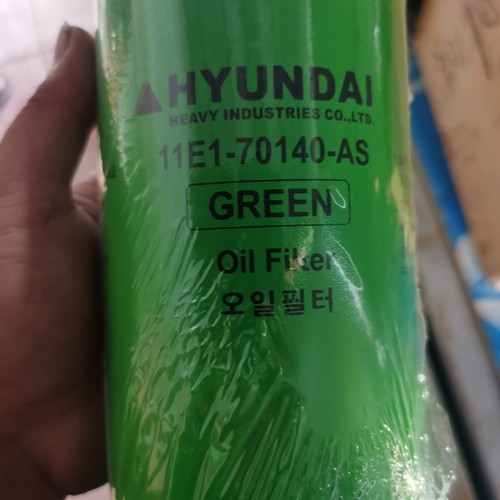 HYUNDAI
HEAVY INDUSTRIES CO.,LTD.
11E1-70140-AS
GREEN
Oil Filter
오일필터